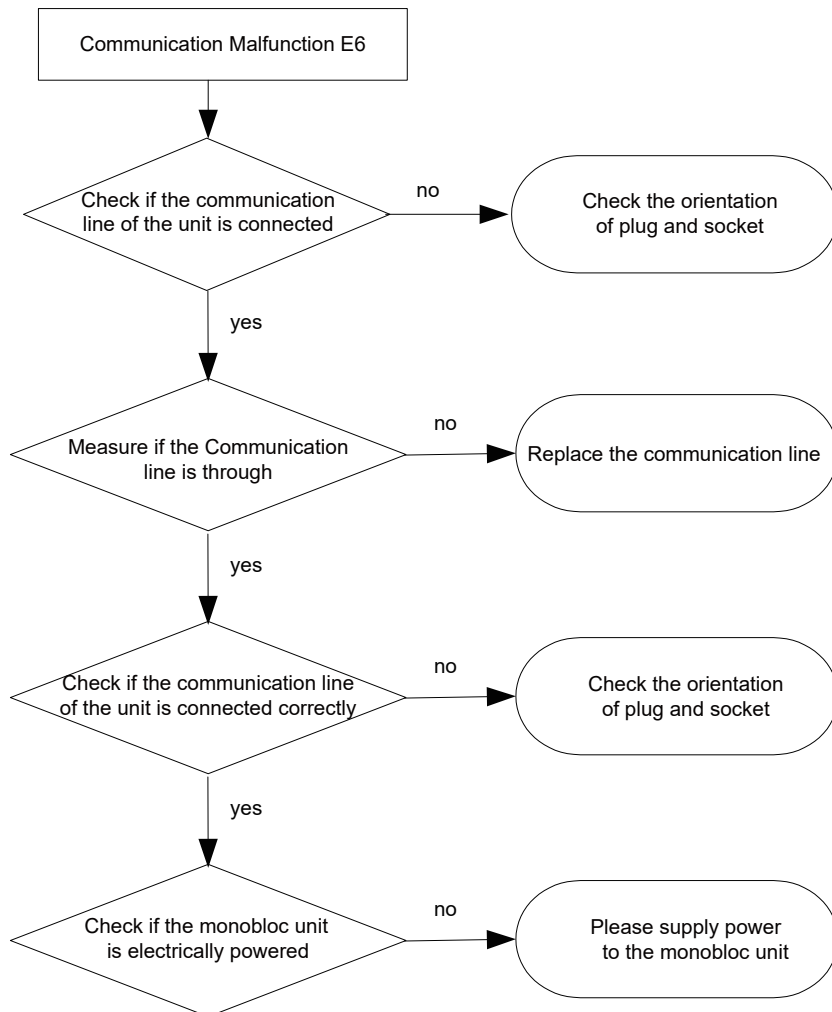 Communication Malfunction E6
Check if the communication
line of the unit is connected
no
Check the orientation
of plug and socket
yes
Measure if the Communication
line is through
no
Replace the communication line
yes
Check if the communication line
of the unit is connected correctly
no
Check the orientation
of plug and socket
yes
Check if the monobloc unit
is electrically powered
no
Please supply power
to the monobloc unit